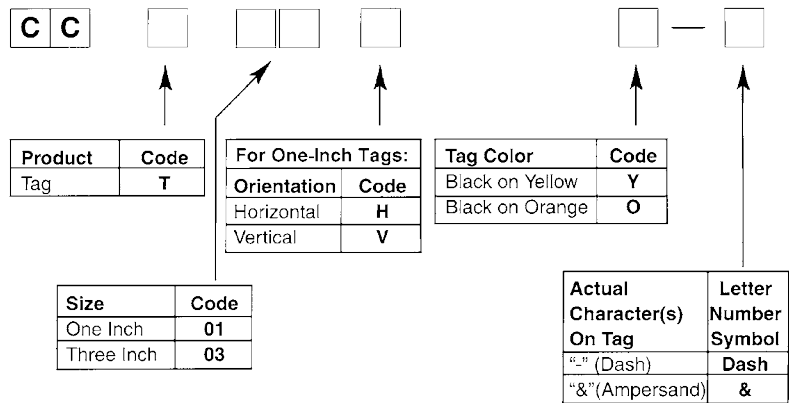 C C —
Product Code
Tag T
For One-Inch Tags:
Orientation Code
Horizontal H
Vertical V
Tag Color Code
Black on Yellow Y
Black on Orange O
Size Code
One Inch 01
Three Inch 03
Actual Letter
Character(s) Number
On Tag Symbol
“-” (Dash) Dash
“&”(Ampersand) &